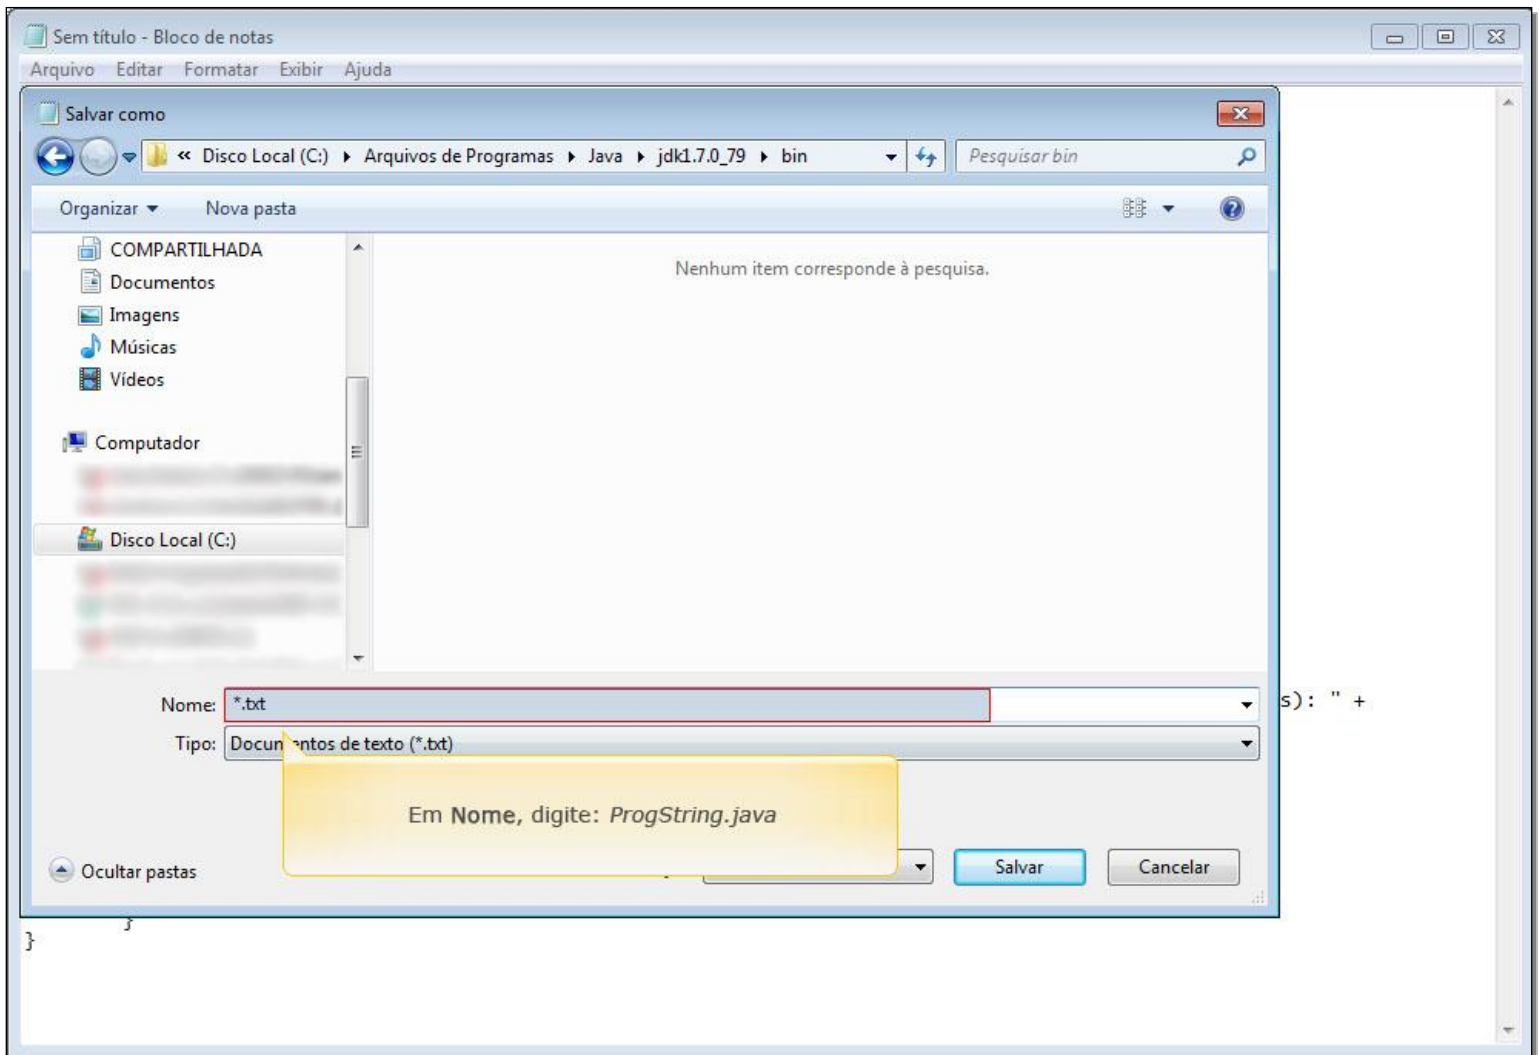 Sem título - Bloco de notas
Arquivo Editar Formatar Exibir Ajuda
Salvar como
« Disco Local (C:) Arquivos de Programas Java jdk1.7.0_79 bin
Pesquisar bin
Organizar Nova pasta
COMPARTILHADA
Nenhum item corresponde à pesquisa.
Documentos
Imagens
Músicas
Vídeos
Computador
Disco Local (C:)
Nome: *.txt
s): " +
Tipo: Documentos de texto (*.txt)
Em Nome, digite: ProgString.java
Ocultar pastas
Salvar Cancelar
}
}